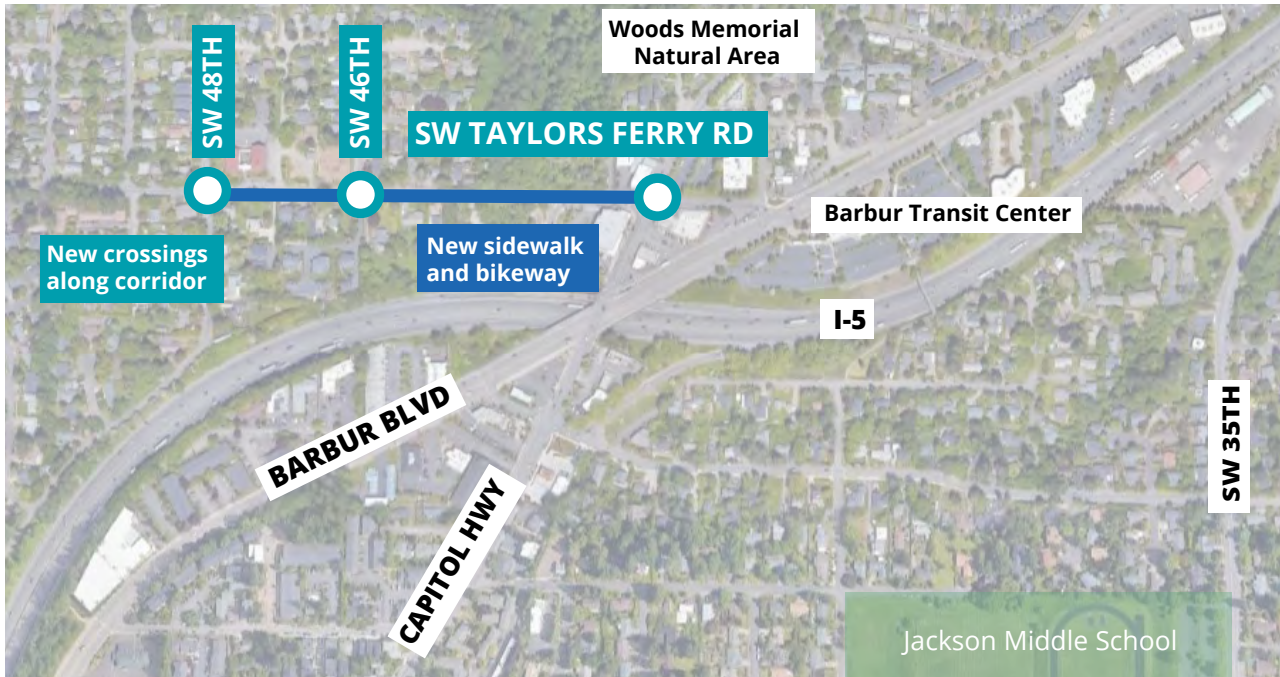 Woods Memorial
Natural Area
SW 48TH
SW 46TH
SW TAYLORS FERRY RD
Barbur Transit Center
New crossings
along corridor
New sidewalk
and bikeway
I-5
BARBUR BLVD
SW 35TH
CAPITOL HWY
Jackson Middle School